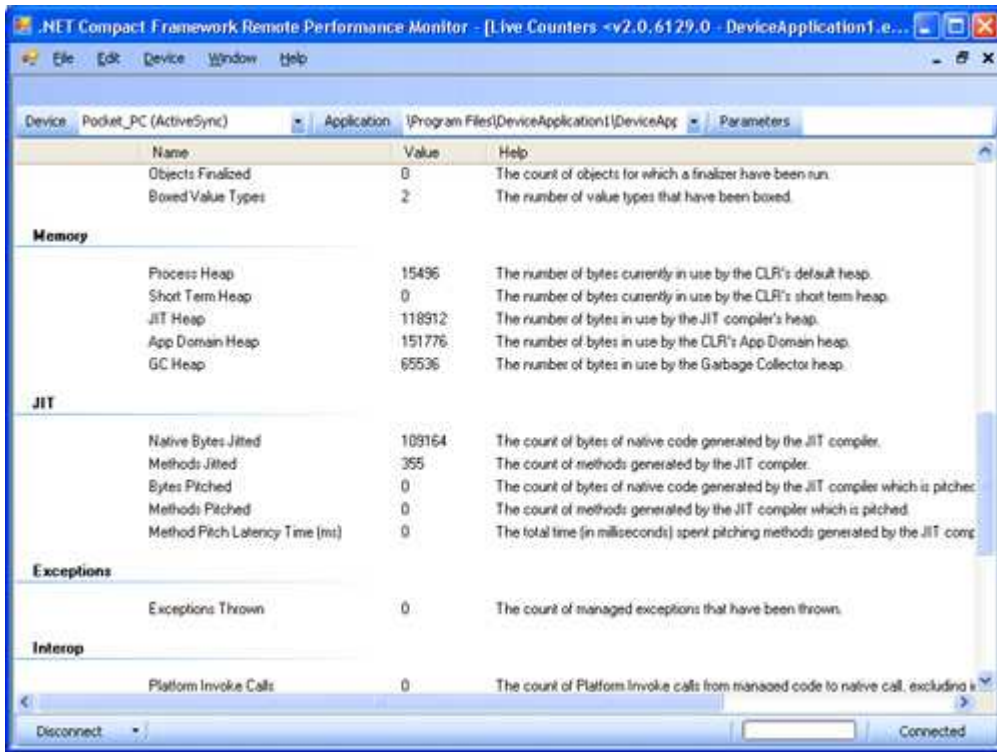 .NET Compact Framework Remote Performance Monitor - [Live Counters <v2.0.6129.0 - DeviceApplication1.e...
File Edit Device Window Help
Device Pocket_PC (ActiveSync) Application \Program Files\DeviceApplication1\DeviceApp Parameters
Name Value Help
Objects Finalized 0 The count of objects for which a finalizer have been run.
Boxed Value Types 2 The number of value types that have been boxed.
Memory
Process Heap 15496 The number of bytes currently in use by the CLR's default heap.
Short Term Heap 0 The number of bytes currently in use by the CLR's short term heap.
JIT Heap 118912 The number of bytes in use by the JIT compiler's heap.
App Domain Heap 151776 The number of bytes in use by the CLR's App Domain heap.
GC Heap 65536 The number of bytes in use by the Garbage Collector heap.
JIT
Native Bytes Jitted 109164 The count of bytes of native code generated by the JIT compiler.
Methods Jitted 355 The count of methods generated by the JIT compiler.
Bytes Pitched 0 The count of bytes of native code generated by the JIT compiler which is pitched
Methods Pitched 0 The count of methods generated by the JIT compiler which is pitched.
Method Pitch Latency Time (ms) 0 The total time (in milliseconds) spent pitching methods generated by the JIT comp
Exceptions
Exceptions Thrown 0 The count of managed exceptions that have been thrown.
Interop
Platform Invoke Calls 0 The count of Platform Invoke calls from managed code to native call, excluding
Disconnect Connected